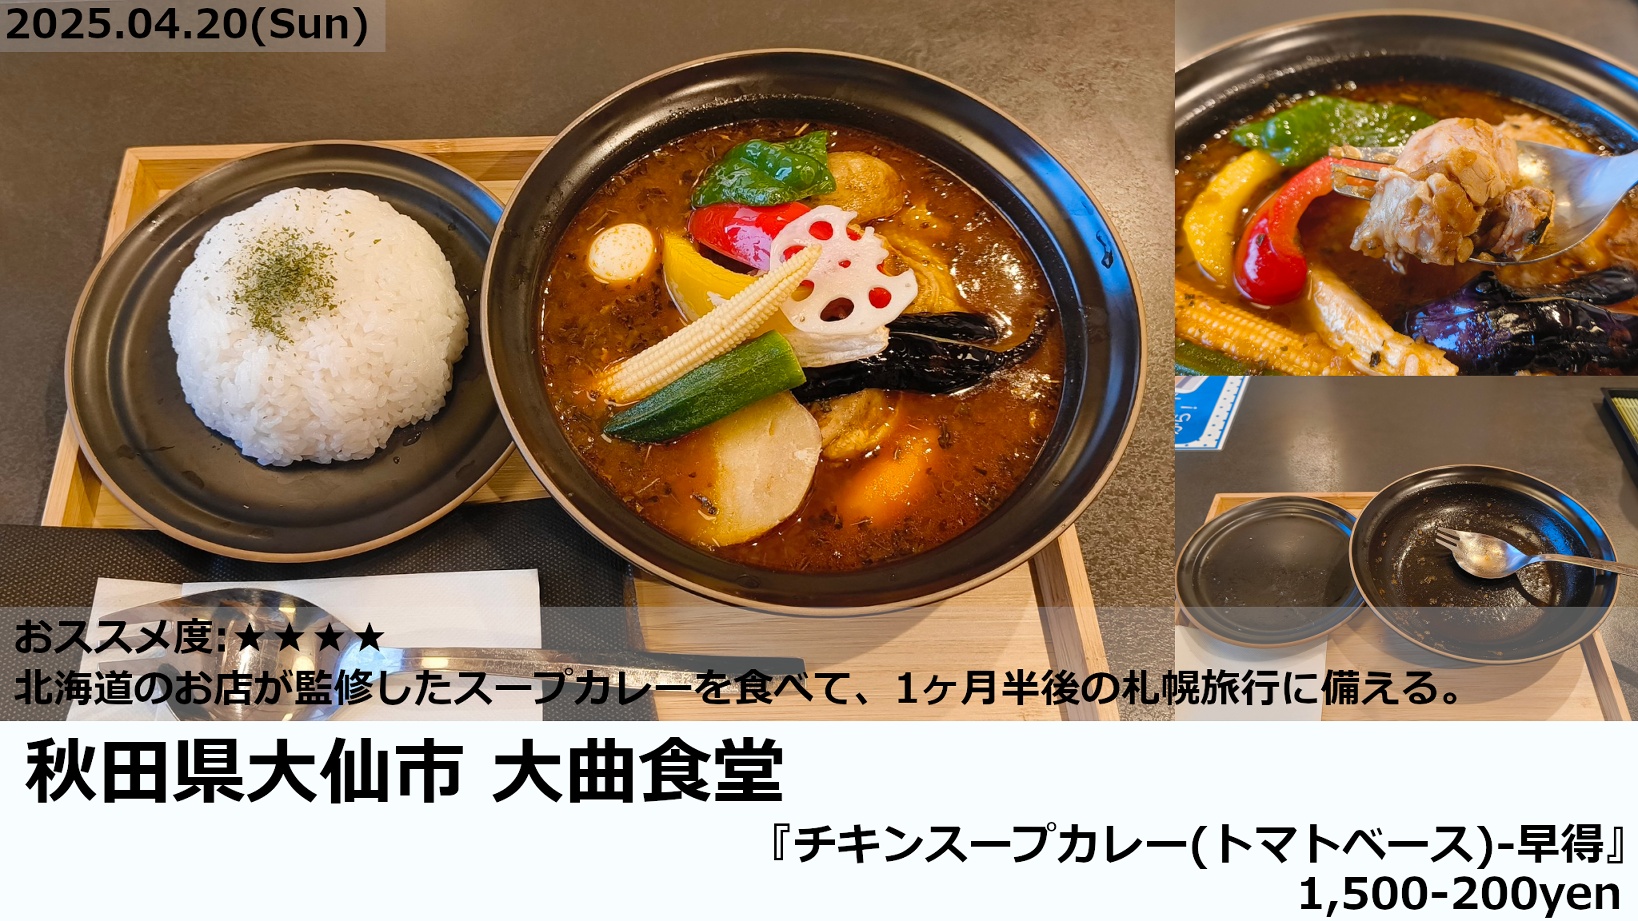 2025.04.20(Sun)
おススメ度:★★★★
北海道のお店が監修したスープカレーを食べて、1ヶ月半後の札幌旅行に備える。
秋田県大仙市 大曲食堂
『チキンスープカレー(トマトベース)-早得』
1,500-200yen